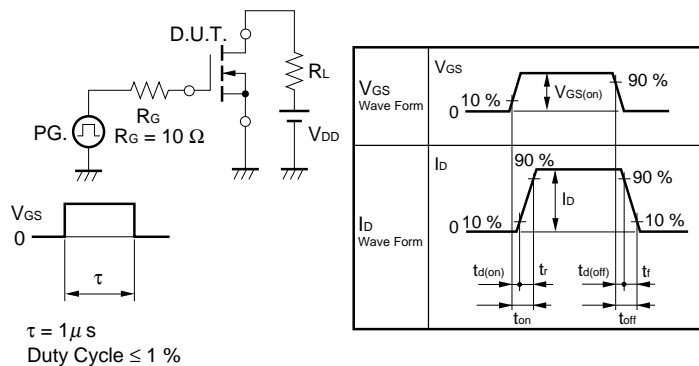 D.U.T.
RL
RG
RG = 10 Ω
PG.
VDD
VGS
0
τ
τ = 1μ s
Duty Cycle ≤ 1 %
VGS
Wave Form
VGS
10 %
0
VGS(on)
90 %
ID
Wave Form
ID
90 %
90 %
ID
0
10 %
10 %
td(on)
tr
td(off)
tf
ton
toff